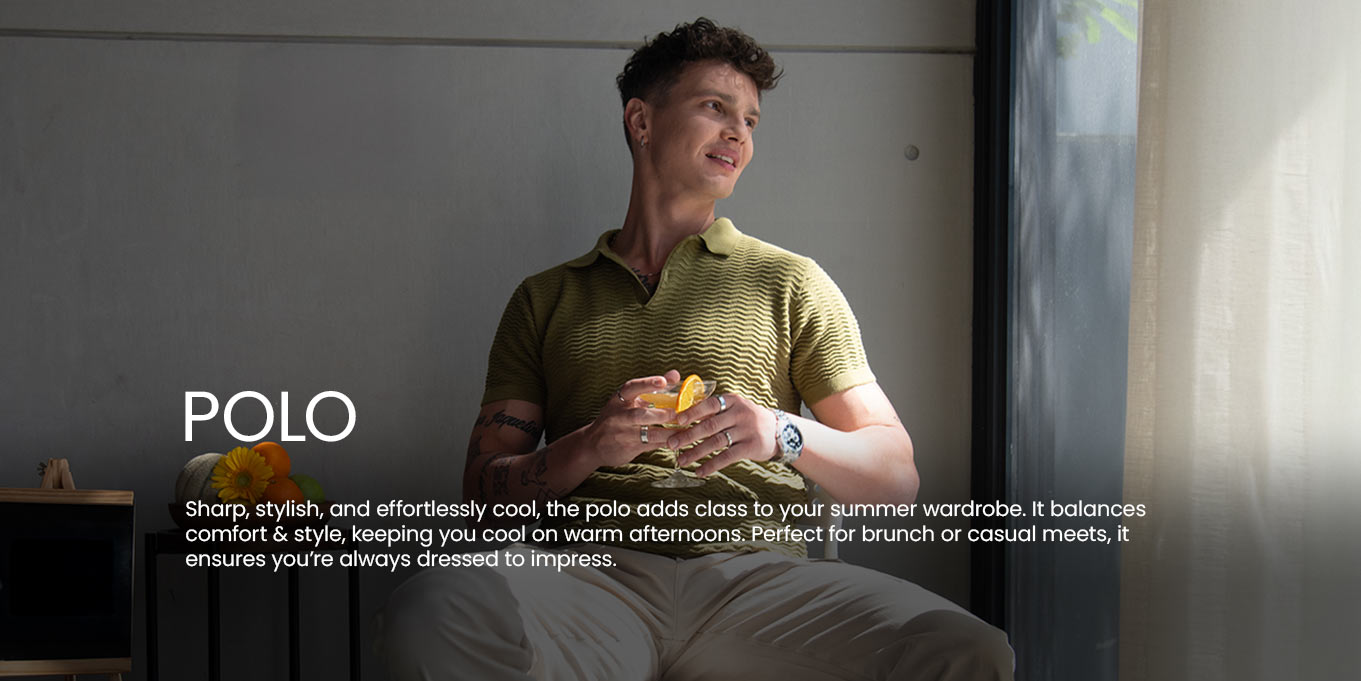 POLO
Sharp, stylish, and effortlessly cool, the polo adds class to your summer wardrobe. It balances
comfort & style, keeping you cool on warm afternoons. Perfect for brunch or casual meets, it
ensures you’re always dressed to impress.